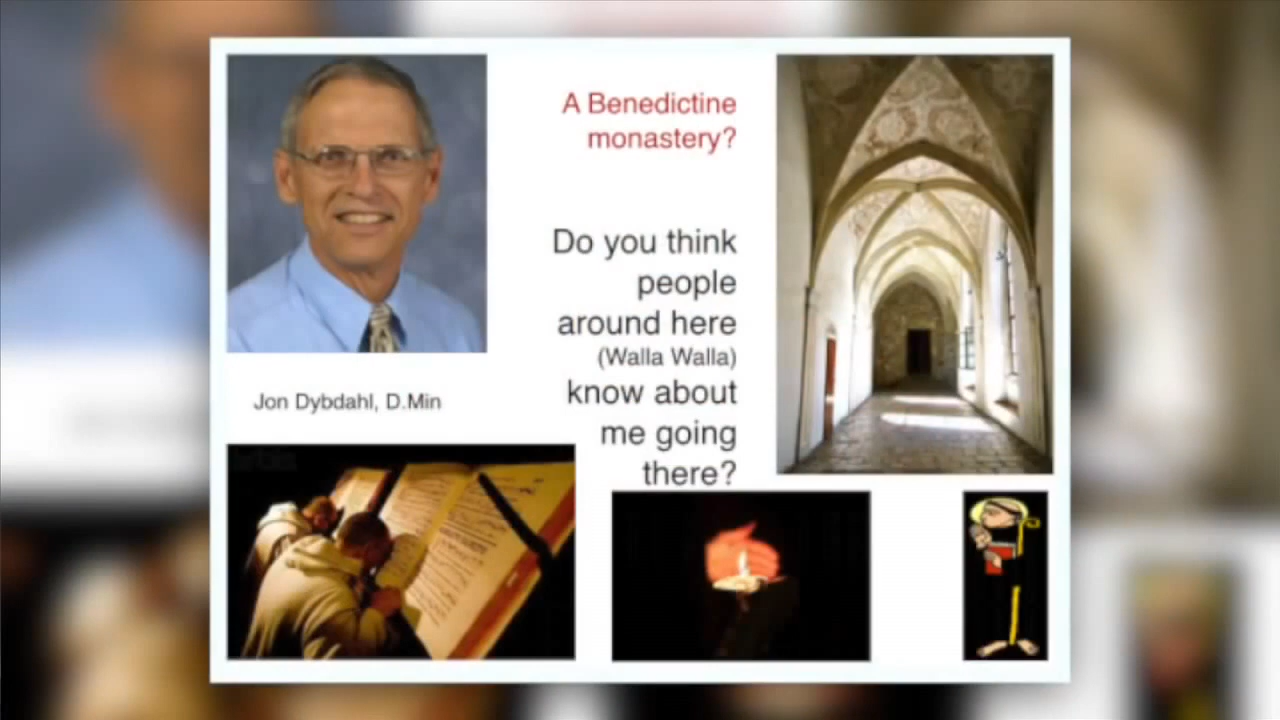 A Benedictine
monastery?
Do you think
people
around here
(Walla Walla)
know about
me going
there?
Jon Dybdahl, D.Min